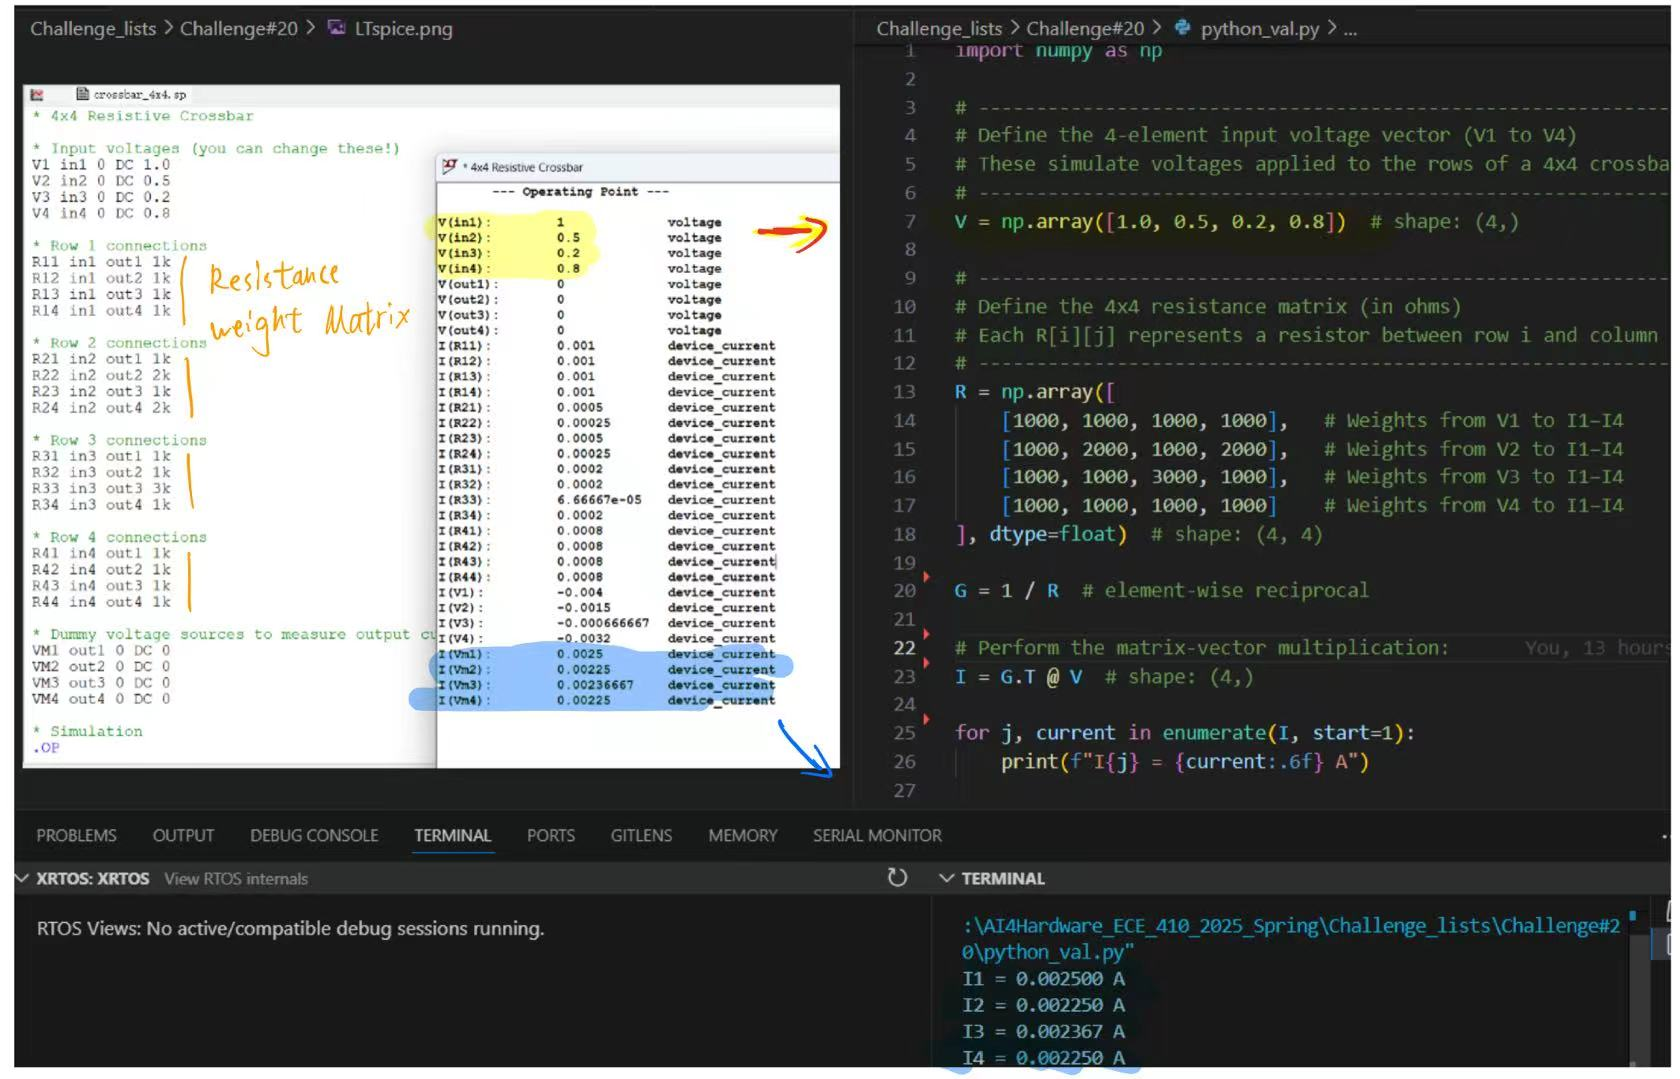 Challenge_lists > Challenge#20 > LTspice.png
crossbar_4x4.sp
* 4x4 Resistive Crossbar
* Input voltages (you can change these!)
V1 in1 0 DC 1.0
V2 in2 0 DC 0.5
V3 in3 0 DC 0.2
V4 in4 0 DC 0.8
* Row 1 connections
R11 in1 out1 1k
R12 in1 out2 1k
R13 in1 out3 1k
R14 in1 out4 1k
Resistance
weight Matrix
* Row 2 connections
R21 in2 out1 1k
R22 in2 out2 2k
R23 in2 out3 1k
R24 in2 out4 2k
* Row 3 connections
R31 in3 out1 1k
R32 in3 out2 1k
R33 in3 out3 3k
R34 in3 out4 1k
* Row 4 connections
R41 in4 out1 1k
R42 in4 out2 1k
R43 in4 out3 1k
R44 in4 out4 1k
* Dummy voltage sources to measure output cu
VM1 out1 0 DC 0
VM2 out2 0 DC 0
VM3 out3 0 DC 0
VM4 out4 0 DC 0
* Simulation
.OP
* 4x4 Resistive Crossbar
--- Operating Point ---
V(in1): 1 voltage
V(in2): 0.5 voltage
V(in3): 0.2 voltage
V(in4): 0.8 voltage
V(out1): 0 voltage
V(out2): 0 voltage
V(out3): 0 voltage
V(out4): 0 voltage
I(R11): 0.001 device_current
I(R12): 0.001 device_current
I(R13): 0.001 device_current
I(R14): 0.001 device_current
I(R21): 0.0005 device_current
I(R22): 0.00025 device_current
I(R23): 0.0005 device_current
I(R24): 0.00025 device_current
I(R31): 0.0002 device_current
I(R32): 0.0002 device_current
I(R33): 6.66667e-05 device_current
I(R34): 0.0002 device_current
I(R41): 0.0008 device_current
I(R42): 0.0008 device_current
I(R43): 0.0008 device_current
I(R44): 0.0008 device_current
I(V1): -0.004 device_current
I(V2): -0.0015 device_current
I(V3): -0.000666667 device_current
I(V4): -0.0032 device_current
I(Vm1): 0.0025 device_current
I(Vm2): 0.00225 device_current
I(Vm3): 0.00236667 device_current
I(Vm4): 0.00225 device_current
Challenge_lists > Challenge#20 > python_val.py > ...
1 import numpy as np
2
3 # ----------------------------------------------------------
4 # Define the 4-element input voltage vector (V1 to V4)
5 # These simulate voltages applied to the rows of a 4x4 crossba
6 # ----------------------------------------------------------
7 V = np.array([1.0, 0.5, 0.2, 0.8]) # shape: (4,)
8
9 # ----------------------------------------------------------
10 # Define the 4x4 resistance matrix (in ohms)
11 # Each R[i][j] represents a resistor between row i and column
12 # ----------------------------------------------------------
13 R = np.array([
14 [1000, 1000, 1000, 1000], # Weights from V1 to I1–I4
15 [1000, 2000, 1000, 2000], # Weights from V2 to I1–I4
16 [1000, 1000, 3000, 1000], # Weights from V3 to I1–I4
17 [1000, 1000, 1000, 1000] # Weights from V4 to I1–I4
18 ], dtype=float) # shape: (4, 4)
19
20 G = 1 / R # element-wise reciprocal
21
22 # Perform the matrix-vector multiplication: You, 13 hours
23 I = G.T @ V # shape: (4,)
24
25 for j, current in enumerate(I, start=1):
26 print(f"I{j} = {current:.6f} A")
27
PROBLEMS OUTPUT DEBUG CONSOLE TERMINAL PORTS GITLENS MEMORY SERIAL MONITOR
XRTOS: XRTOS View RTOS internals
RTOS Views: No active/compatible debug sessions running.
TERMINAL
:\AI4Hardware_ECE_410_2025_Spring\Challenge_lists\Challenge#2
0\python_val.py"
I1 = 0.002500 A
I2 = 0.002250 A
I3 = 0.002367 A
I4 = 0.002250 A